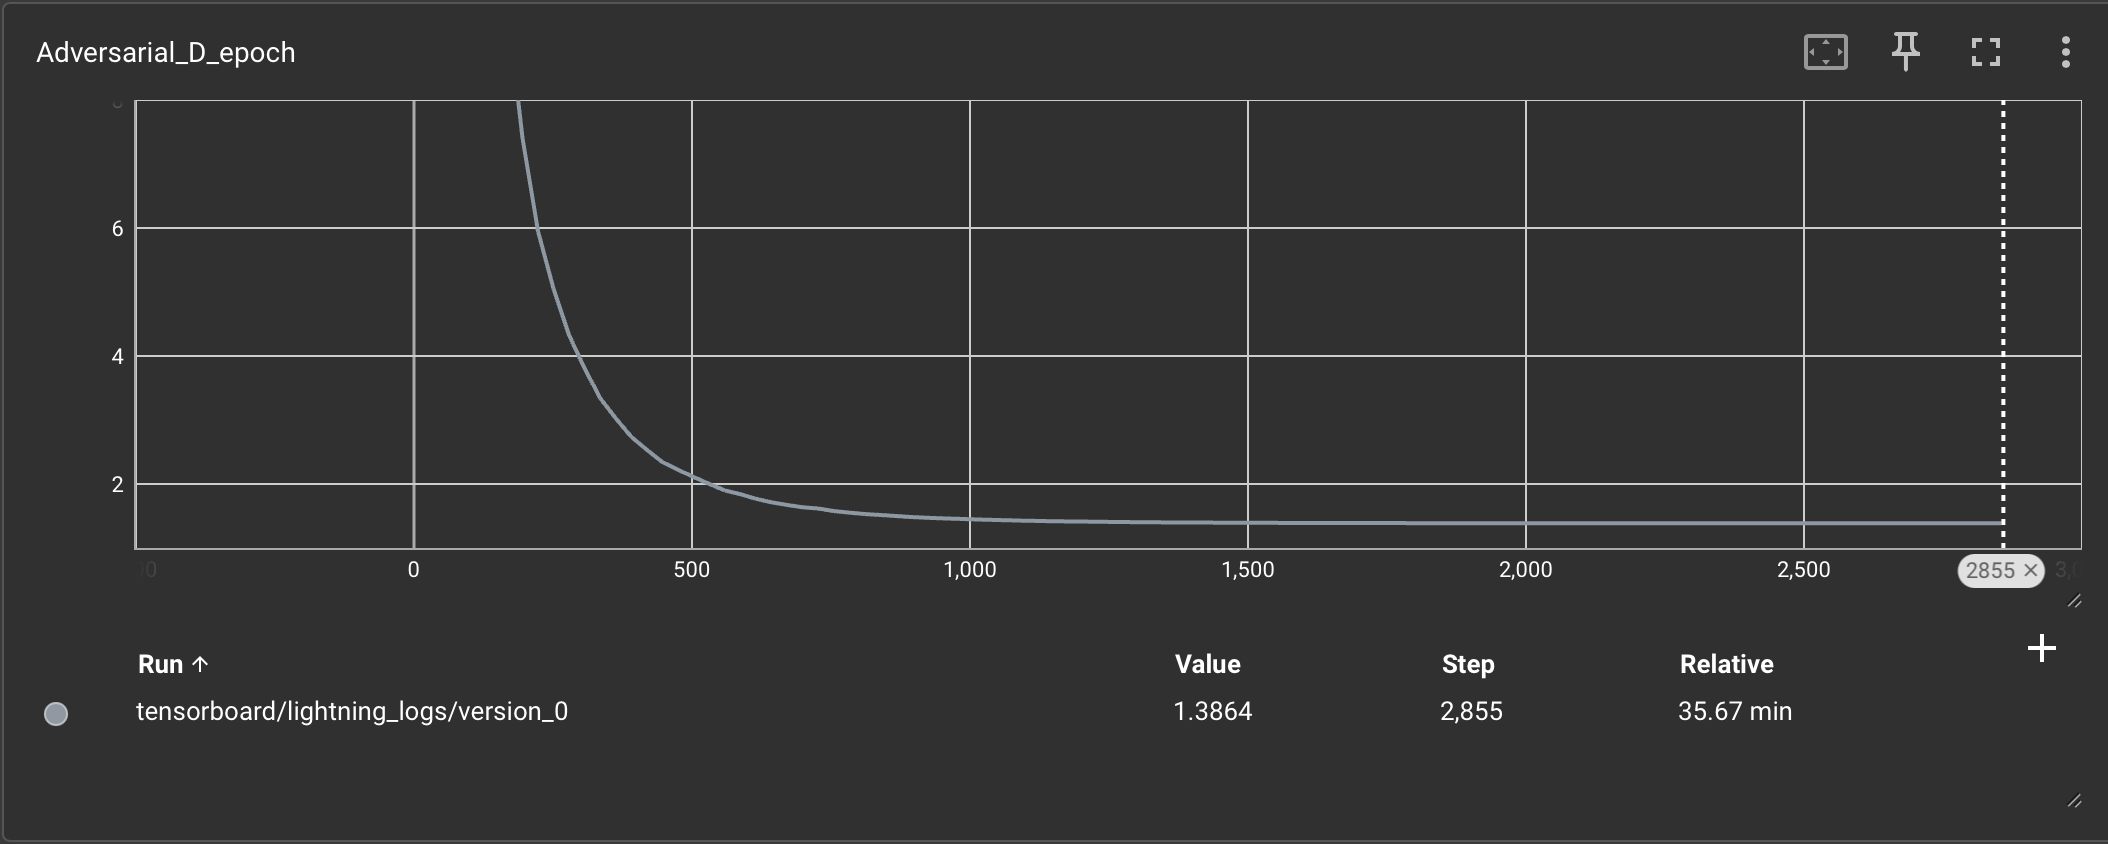 Adversarial_D_epoch
6
4
2
0 500 1,000 1,500 2,000 2,500 2855
Run Value Step Relative
tensorboard/lightning_logs/version_0 1.3864 2,855 35.67 min